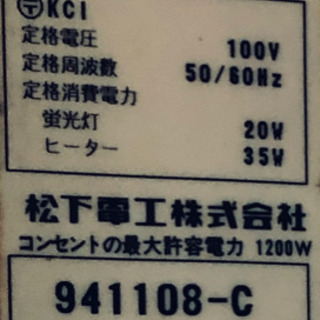 〶KCI
定格電圧 100V
定格周波数 50/60Hz
定格消費電力
蛍光灯 20W
ヒーター 35W
松下電工株式会社
コンセントの最大許容電力 1200W
941108-C